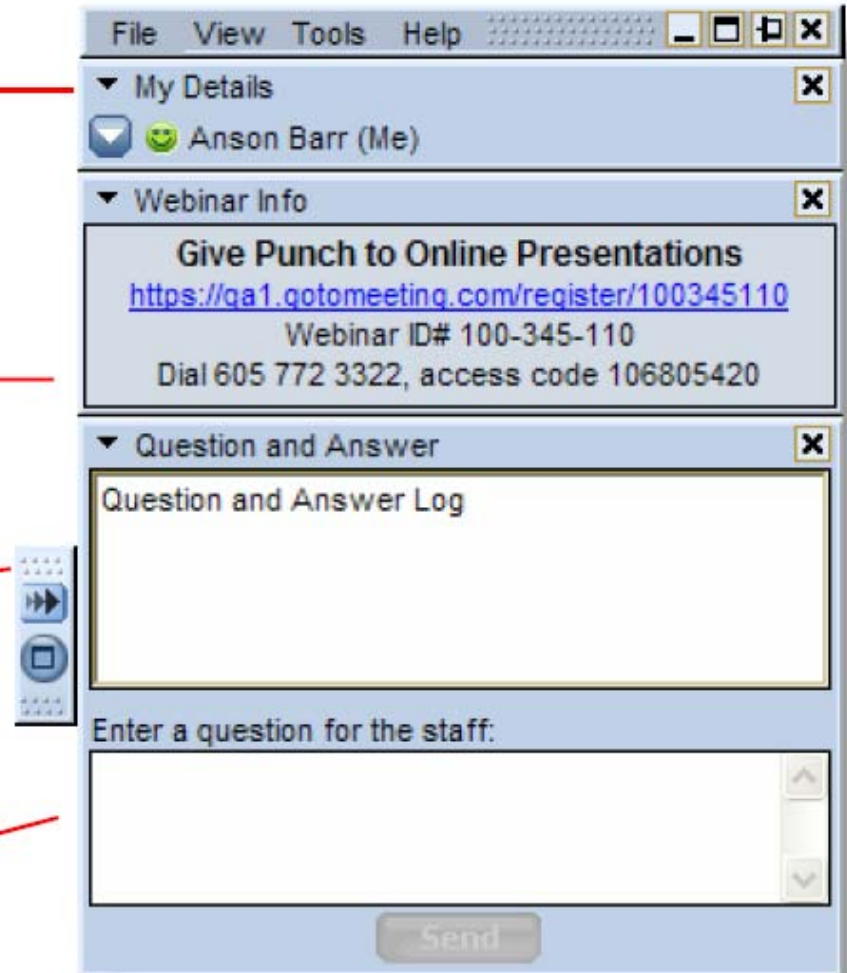 File View Tools Help
My Details
Anson Barr (Me)
Webinar Info
Give Punch to Online Presentations
https://qa1.gotomeeting.com/register/100345110
Webinar ID# 100-345-110
Dial 605 772 3322, access code 106805420
Question and Answer
Question and Answer Log
Enter a question for the staff:
Send